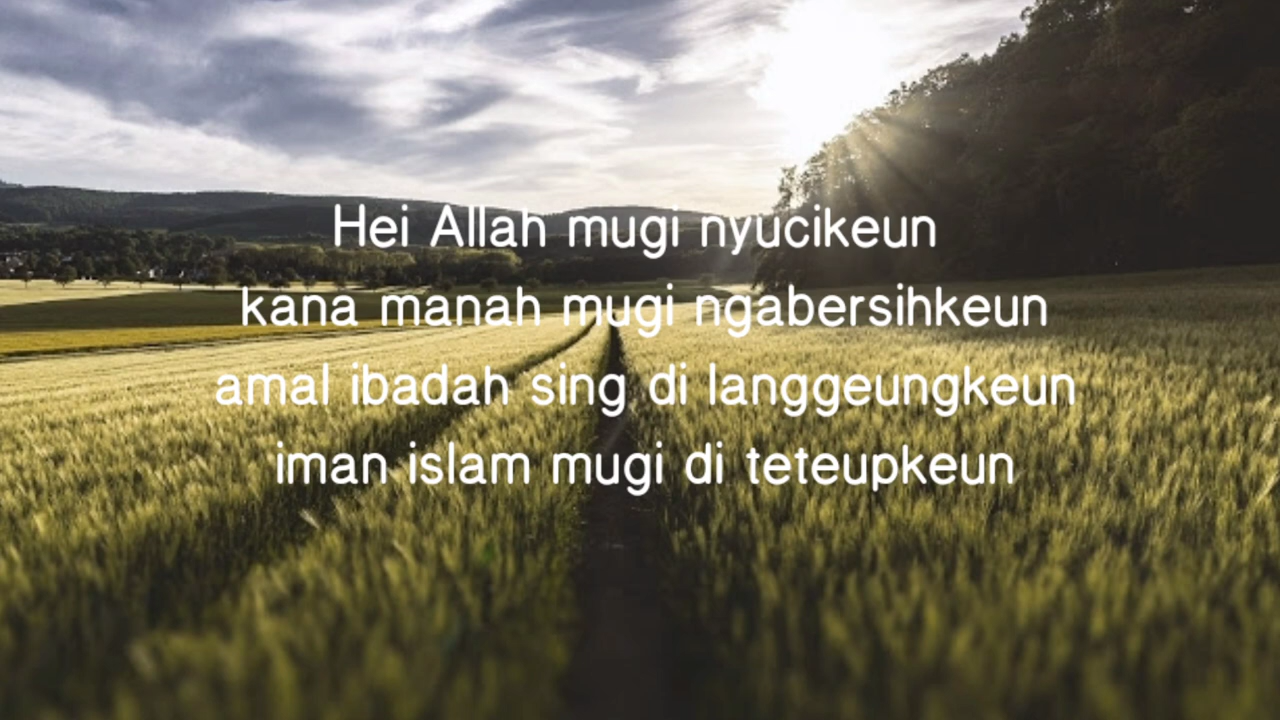 Hei Allah mugi nyucikeun
kana manah mugi ngabersihkeun
amal ibadah sing di langgeungkeun
iman islam mugi di teteupkeun